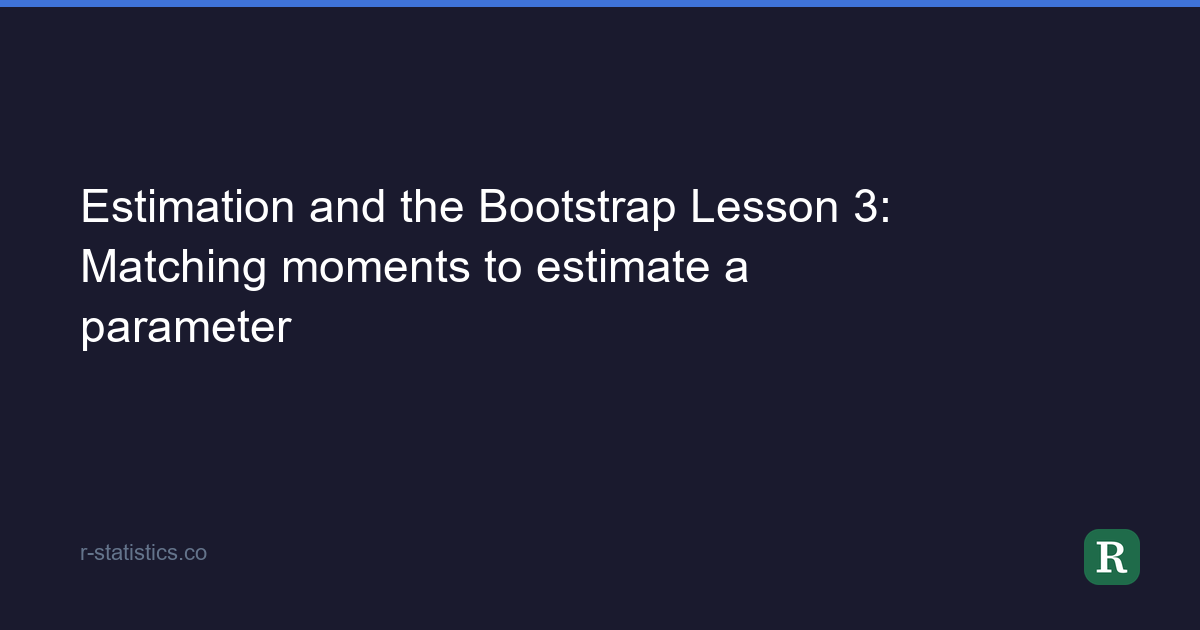 Estimation and the Bootstrap Lesson 3:
Matching moments to estimate a
parameter
r-statistics.co
R